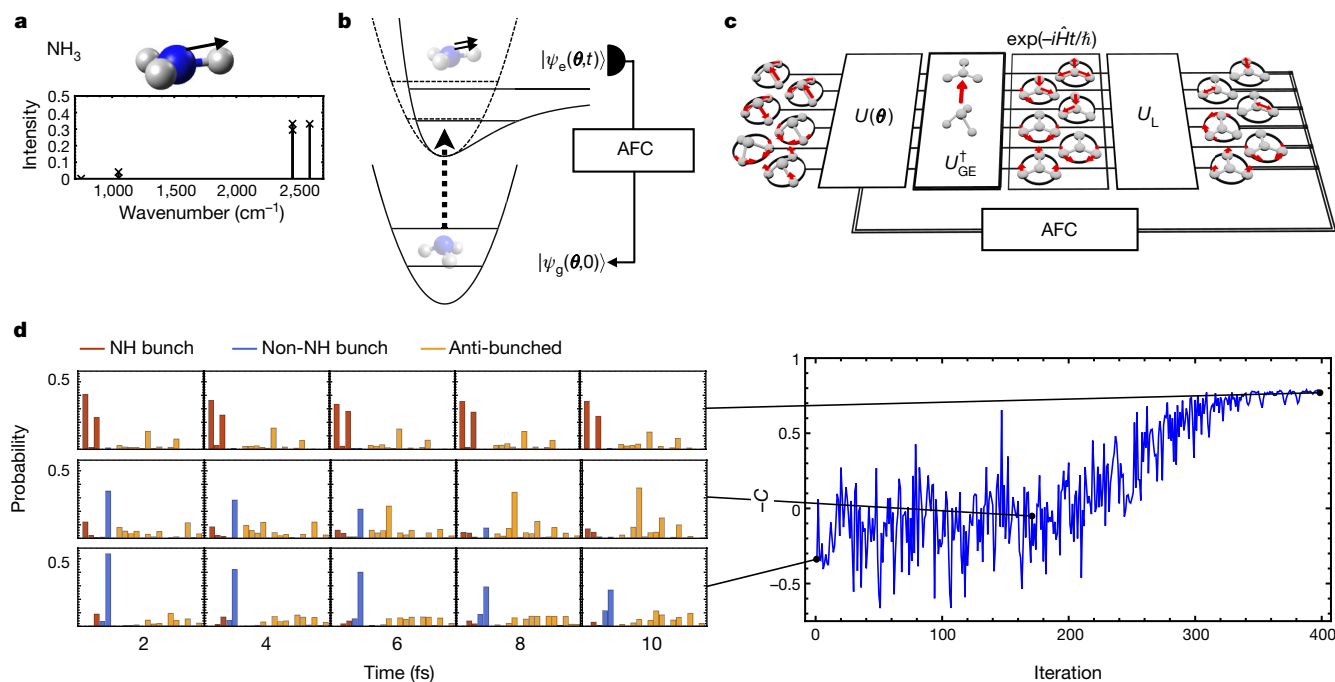 a
NH3
Intensity
0.5
0.4
0.3
0.2
0.1
0
1,000 1,500 2,000 2,500
Wavenumber (cm–1)
b
|ψe(θ,t)⟩
AFC
|ψg(θ,0)⟩
c
exp(–iĤt/ħ)
U(θ)
U†GE
UL
AFC
d
NH bunch Non-NH bunch Anti-bunched
Probability
0.5
0.5
0.5
2 4 6 8 10
Time (fs)
–C
1
0.5
0
–0.5
0 100 200 300 400
Iteration